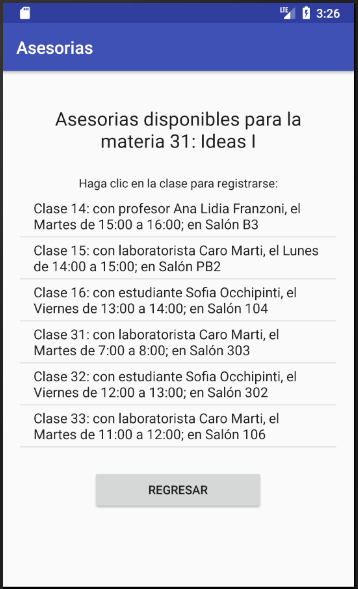 LTE 3:26
Asesorias
Asesorias disponibles para la
materia 31: Ideas I
Haga clic en la clase para registrarse:
Clase 14: con profesor Ana Lidia Franzoni, el
Martes de 15:00 a 16:00; en Salón B3
Clase 15: con laboratorista Caro Marti, el Lunes
de 14:00 a 15:00; en Salón PB2
Clase 16: con estudiante Sofia Occhipinti, el
Viernes de 13:00 a 14:00; en Salón 104
Clase 31: con laboratorista Caro Marti, el
Martes de 7:00 a 8:00; en Salón 303
Clase 32: con estudiante Sofia Occhipinti, el
Viernes de 12:00 a 13:00; en Salón 302
Clase 33: con laboratorista Caro Marti, el
Martes de 11:00 a 12:00; en Salón 106
REGRESAR